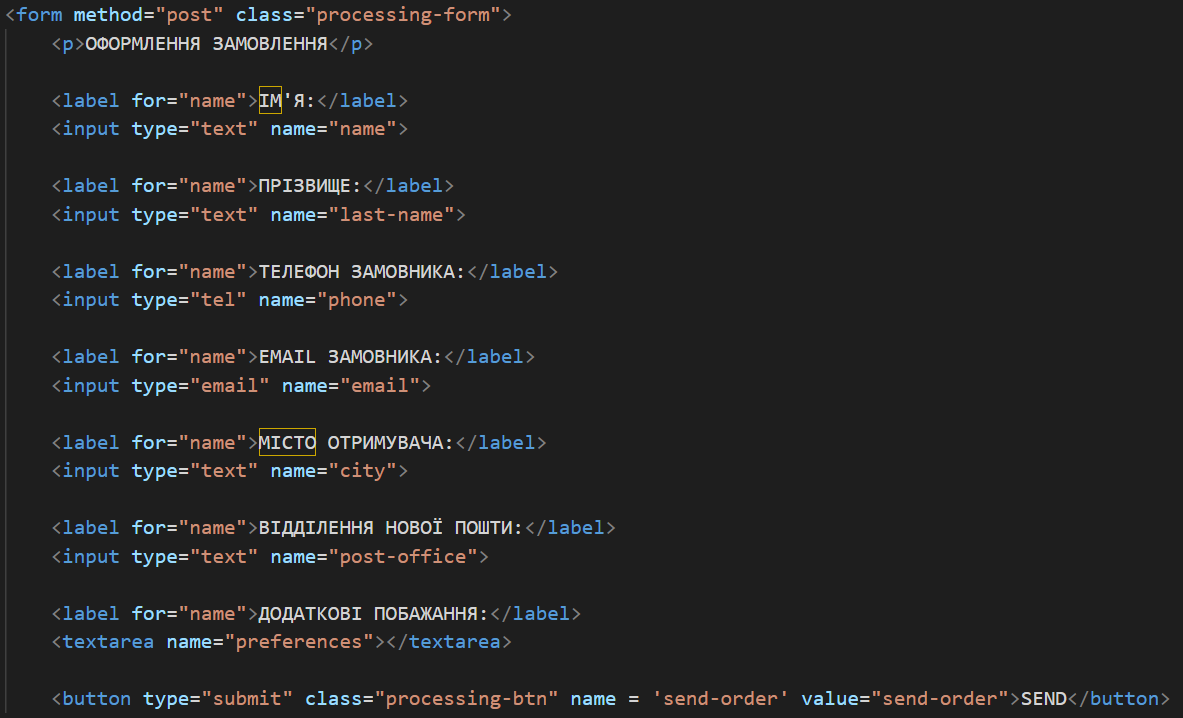 <form method="post" class="processing-form">
<p>ОФОРМЛЕННЯ ЗАМОВЛЕННЯ</p>
<label for="name">ІМ'Я:</label>
<input type="text" name="name">
<label for="name">ПРІЗВИЩЕ:</label>
<input type="text" name="last-name">
<label for="name">ТЕЛЕФОН ЗАМОВНИКА:</label>
<input type="tel" name="phone">
<label for="name">EMAIL ЗАМОВНИКА:</label>
<input type="email" name="email">
<label for="name">МІСТО ОТРИМУВАЧА:</label>
<input type="text" name="city">
<label for="name">ВІДДІЛЕННЯ НОВОЇ ПОШТИ:</label>
<input type="text" name="post-office">
<label for="name">ДОДАТКОВІ ПОБАЖАННЯ:</label>
<textarea name="preferences"></textarea>
<button type="submit" class="processing-btn" name = 'send-order' value="send-order">SEND</button>